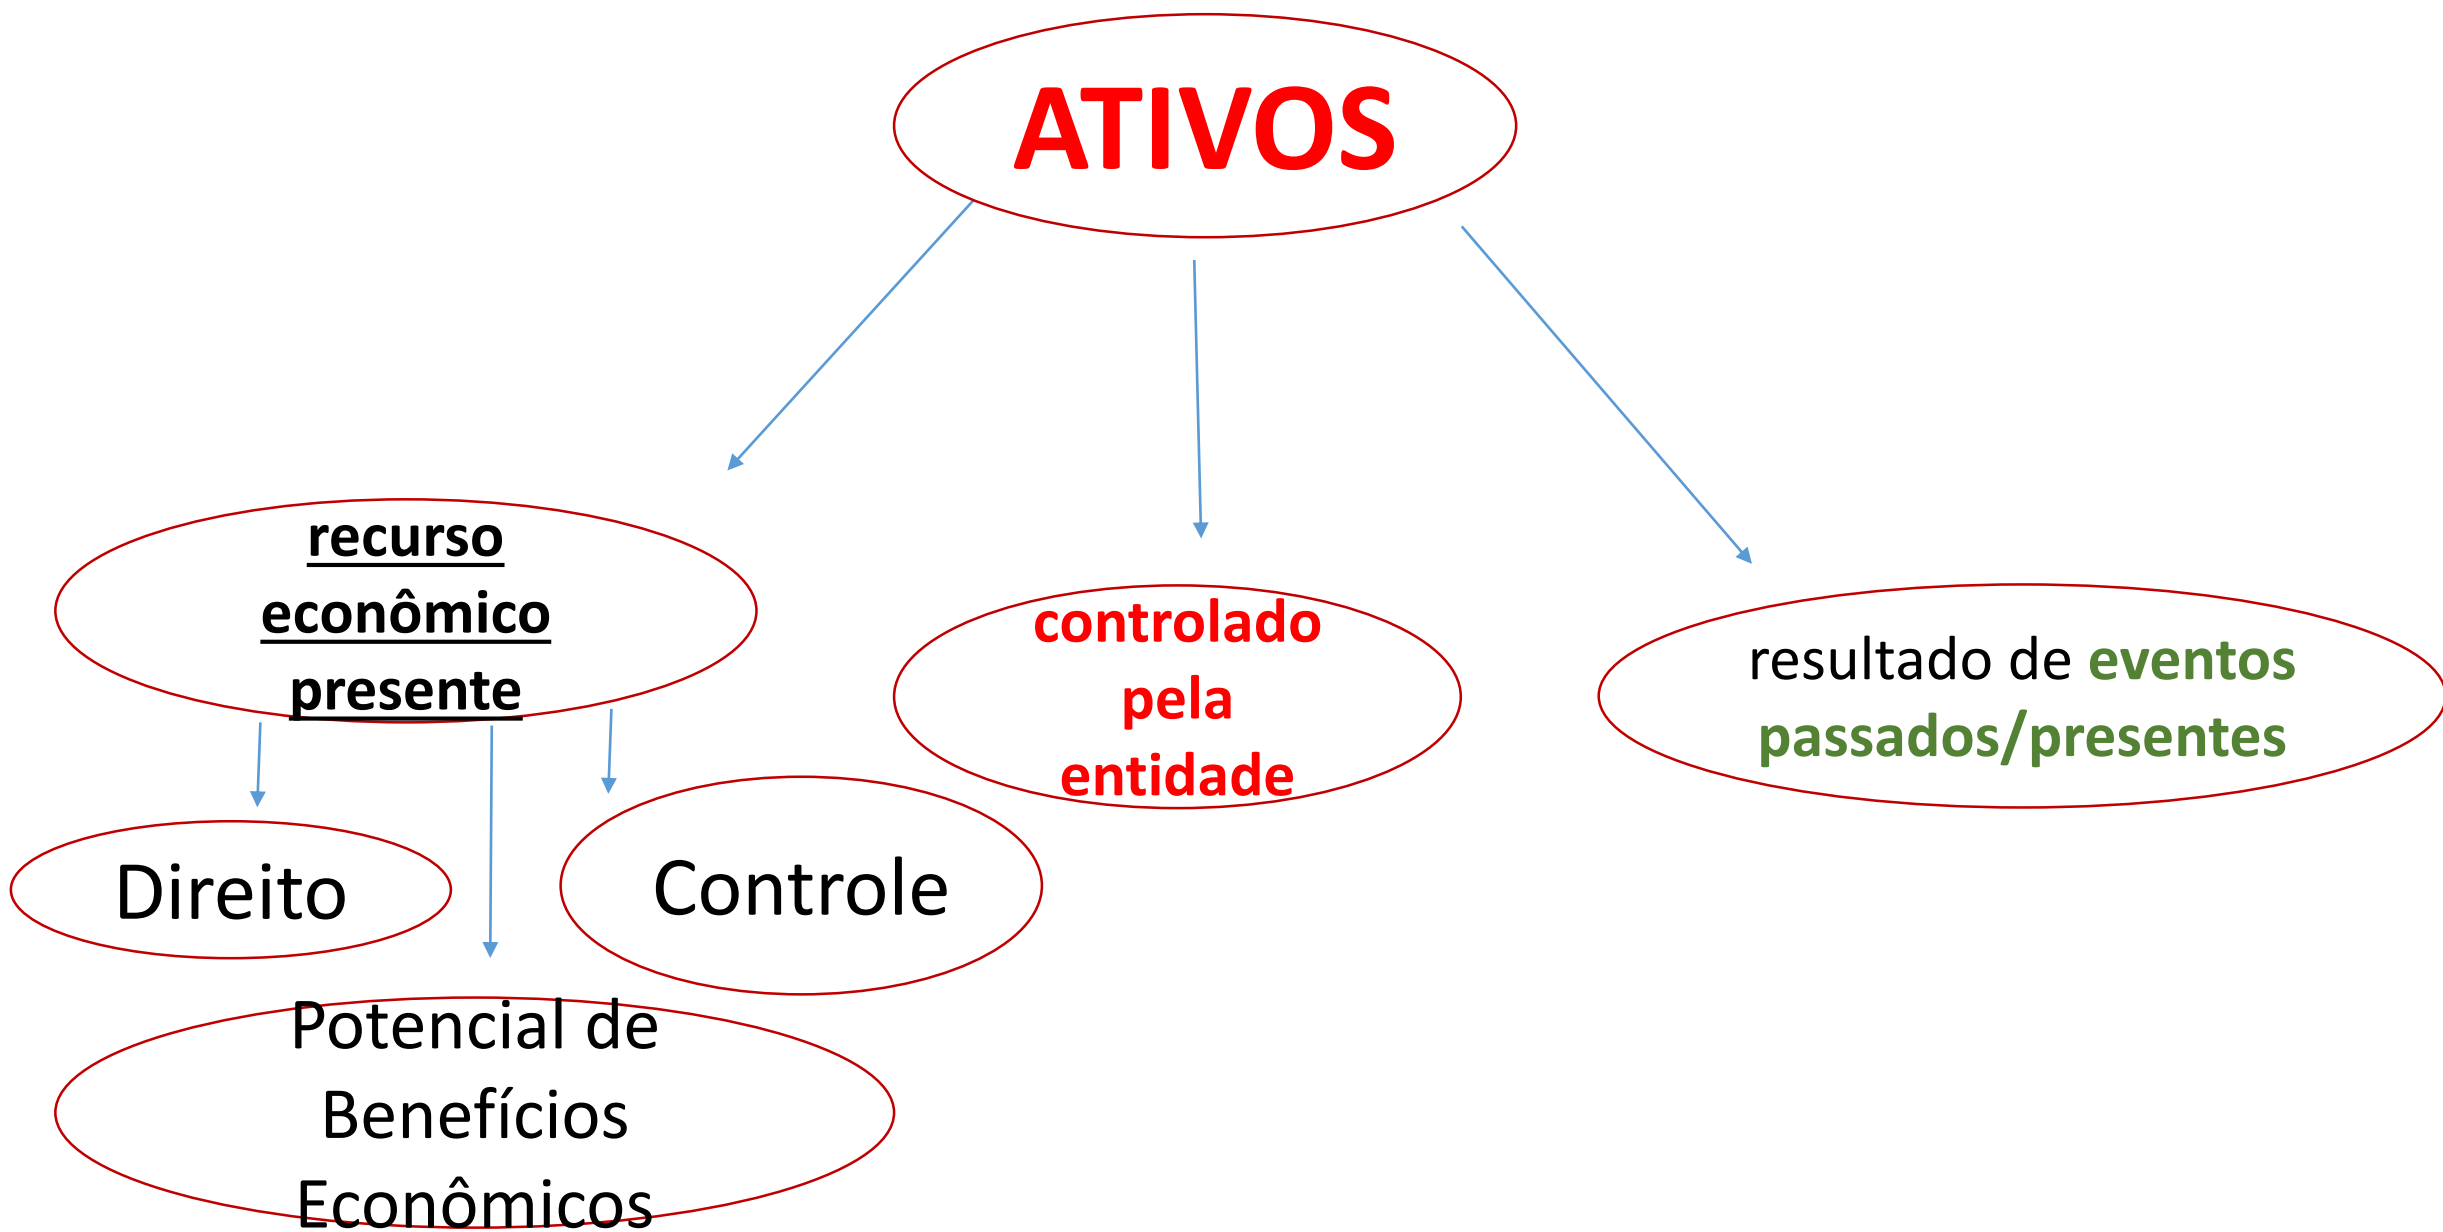 ATIVOS
recurso
econômico
presente
controlado
pela
entidade
resultado de eventos
passados/presentes
Direito
Controle
Potencial de
Benefícios
Econômicos